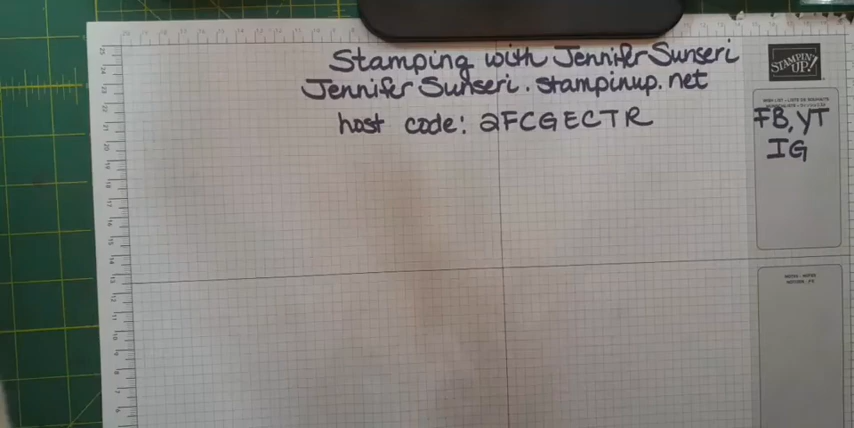 Stamping with Jennifer Sunseri
Jennifer Sunseri.stampinup.net
host code: 2FCGECTR
STAMPIN' UP!
FB, YT
IG